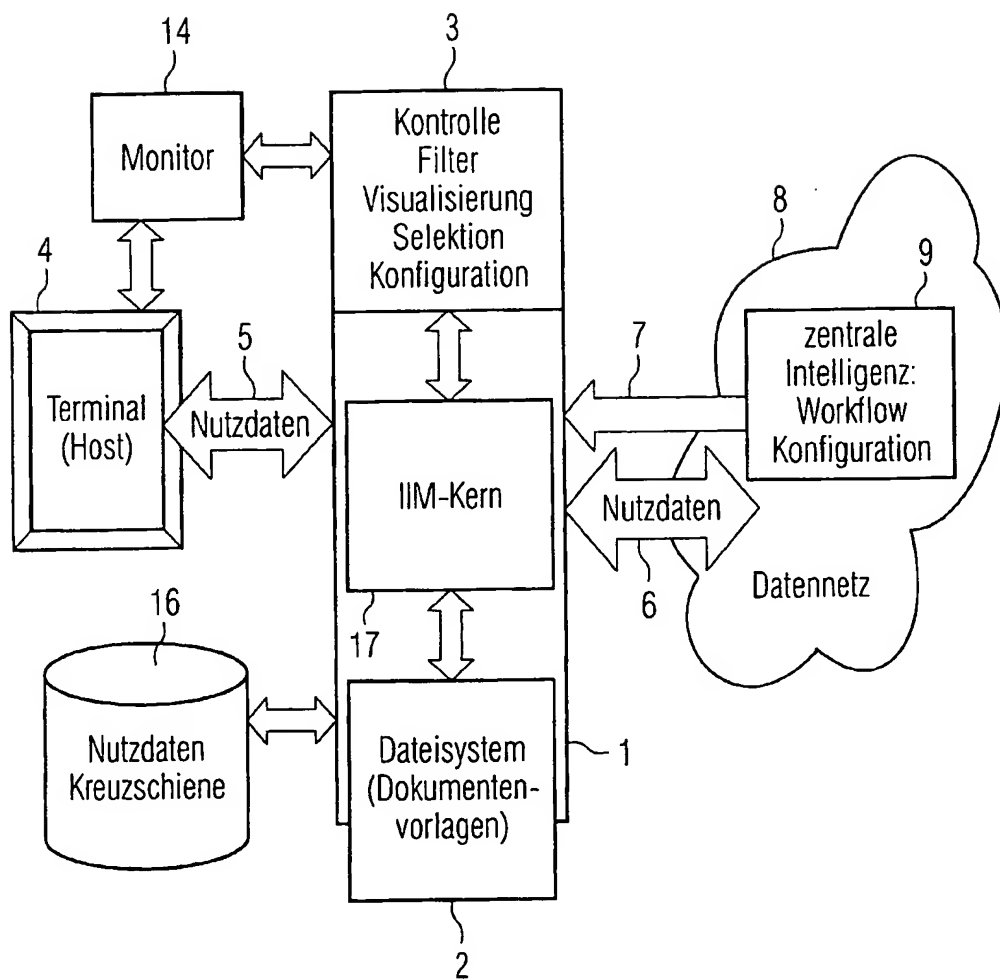 14
3
Monitor
Kontrolle
Filter
Visualisierung
Selektion
Konfiguration
8
9
4
5
7
zentrale
Intelligenz:
Workflow
Konfiguration
Terminal
(Host)
Nutzdaten
IIM-Kern
Nutzdaten
6
Datennetz
17
16
Nutzdaten
Kreuzschiene
Dateisystem
(Dokumenten-
vorlagen)
1
2